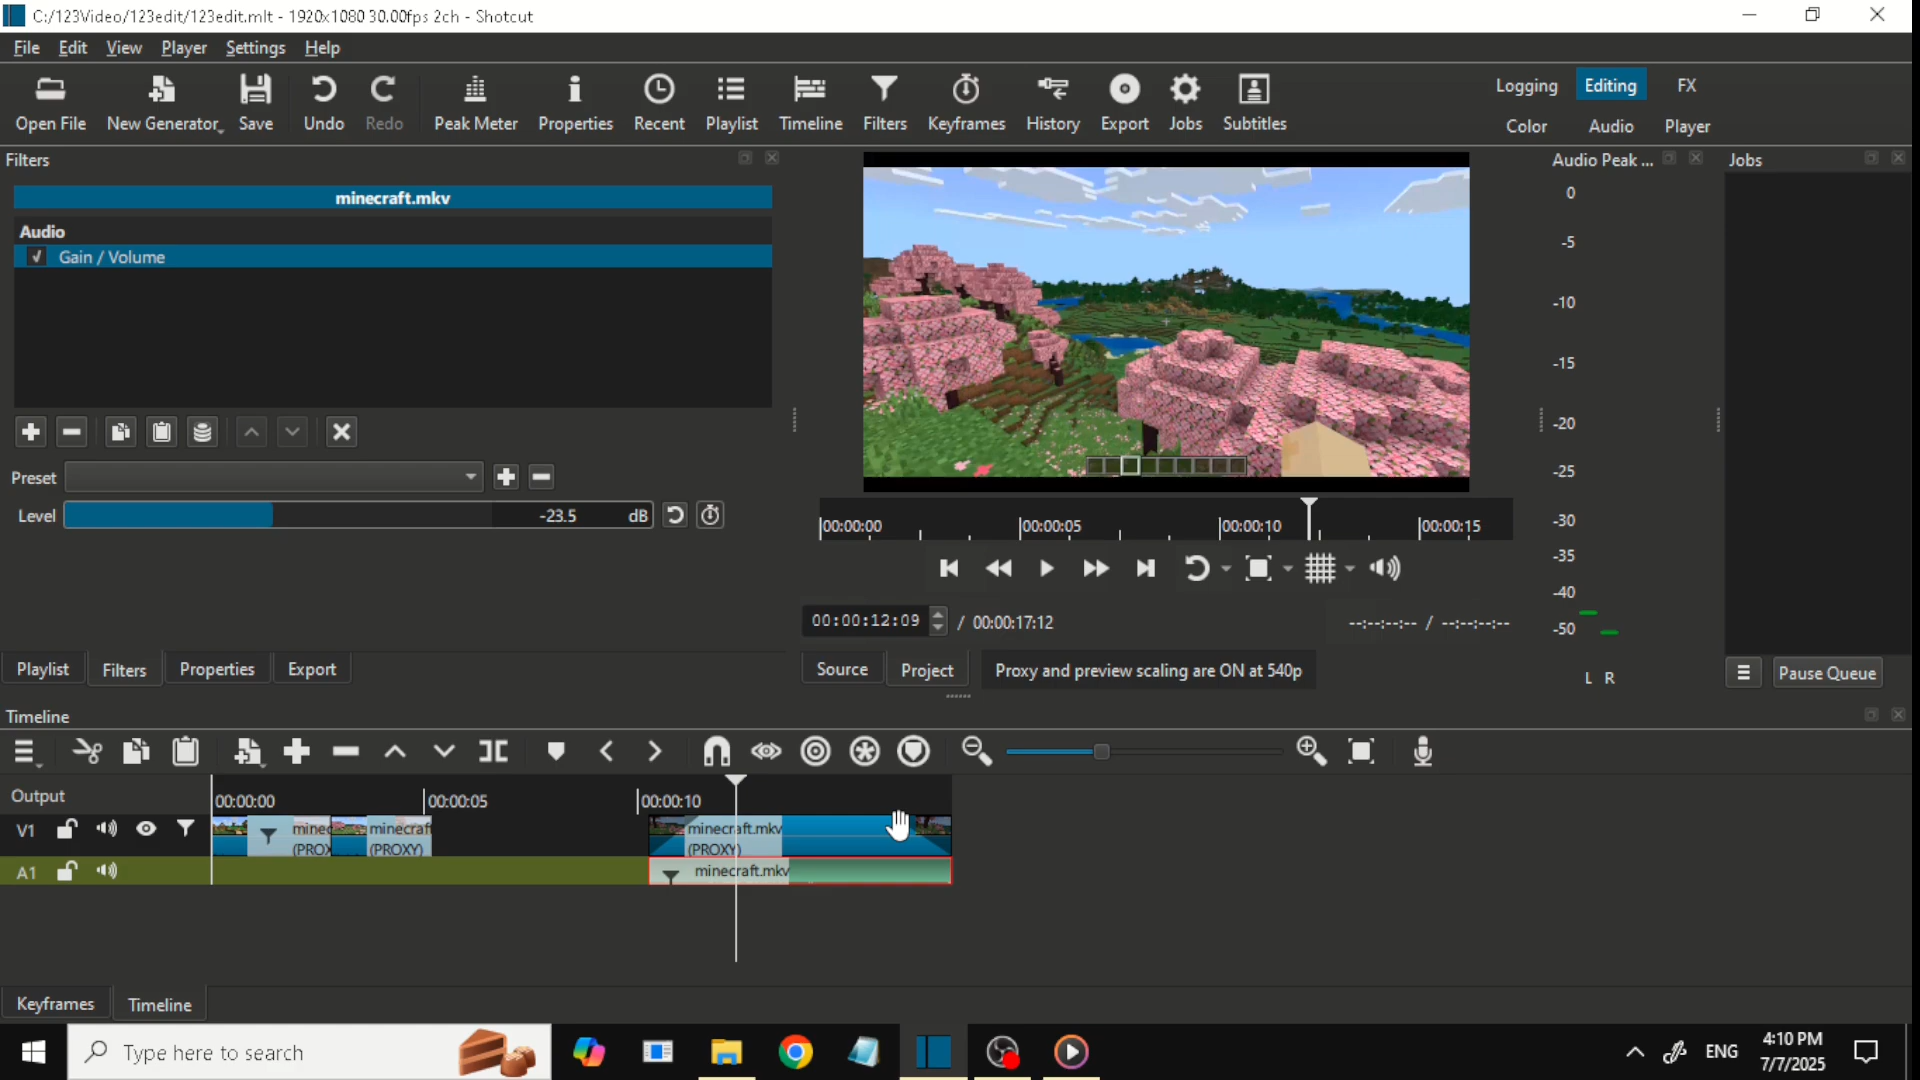 C:/123Video/123edit/123edit.mlt - 1920x1080 30.00fps 2ch - Shotcut
File Edit View Player Settings Help
Open File New Generator Save Undo Redo Peak Meter Properties Recent Playlist Timeline Filters Keyframes History Export Jobs Subtitles
Logging Editing FX
Color Audio Player
Filters
minecraft.mkv
Audio
Gain / Volume
Preset
Level -23.5 dB
Playlist Filters Properties Export
00:00:00 00:00:05 00:00:10 00:00:15
00:00:12:09 / 00:00:17:12 --:--:--:-- / --:--:--:--
Source Project Proxy and preview scaling are ON at 540p
Audio Peak ...
0
-5
-10
-15
-20
-25
-30
-35
-40
-50
L R
Jobs
Pause Queue
Timeline
Output 00:00:00 00:00:05 00:00:10
V1 minec minecraft minecraft.mkv
(PROX (PROXY) (PROXY)
A1 minecraft.mkv
Keyframes Timeline
Type here to search
ENG
4:10 PM
7/7/2025